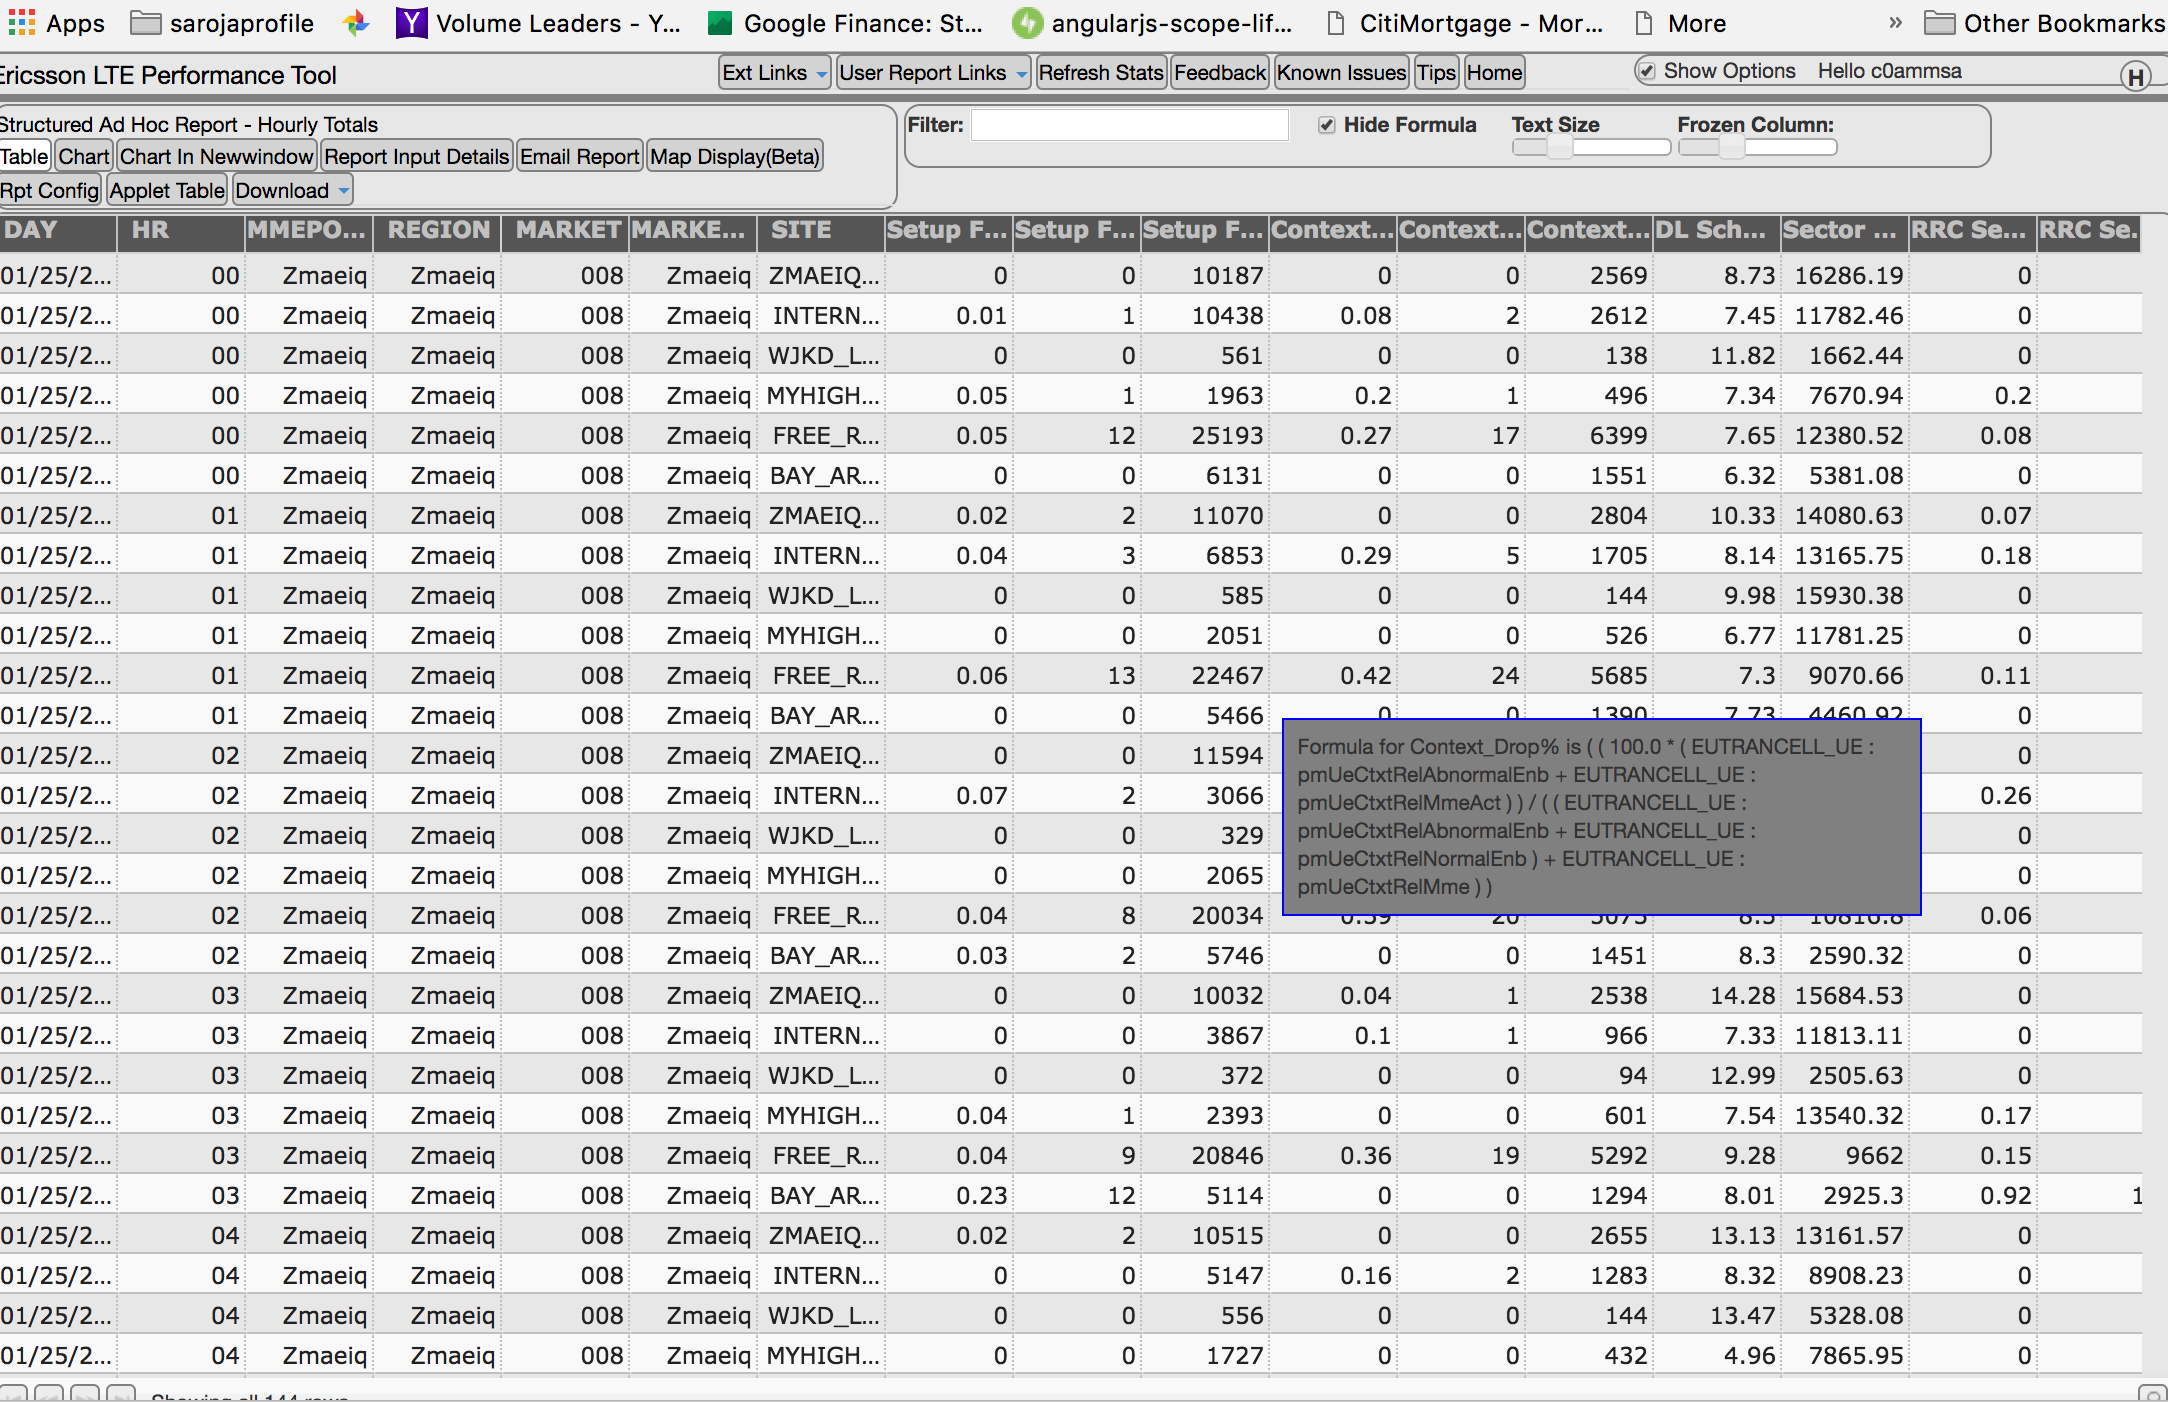 Apps sarojaprofile Volume Leaders - Y... Google Finance: St... angularjs-scope-lif... CitiMortgage - Mor... More » Other Bookmarks
Ericsson LTE Performance Tool Ext Links User Report Links Refresh Stats Feedback Known Issues Tips Home Show Options Hello c0ammsa H
Structured Ad Hoc Report - Hourly Totals Filter: Hide Formula Text Size Frozen Column:
Table Chart Chart In Newwindow Report Input Details Email Report Map Display(Beta)
Rpt Config Applet Table Download
DAY HR MMEPO... REGION MARKET MARKE... SITE Setup F... Setup F... Setup F... Context... Context... Context... DL Sch... Sector ... RRC Se... RRC Se.
01/25/2... 00 Zmaeiq Zmaeiq 008 Zmaeiq ZMAEIQ... 0 0 10187 0 0 2569 8.73 16286.19 0
01/25/2... 00 Zmaeiq Zmaeiq 008 Zmaeiq INTERN... 0.01 1 10438 0.08 2 2612 7.45 11782.46 0
01/25/2... 00 Zmaeiq Zmaeiq 008 Zmaeiq WJKD_L... 0 0 561 0 0 138 11.82 1662.44 0
01/25/2... 00 Zmaeiq Zmaeiq 008 Zmaeiq MYHIGH... 0.05 1 1963 0.2 1 496 7.34 7670.94 0.2
01/25/2... 00 Zmaeiq Zmaeiq 008 Zmaeiq FREE_R... 0.05 12 25193 0.27 17 6399 7.65 12380.52 0.08
01/25/2... 00 Zmaeiq Zmaeiq 008 Zmaeiq BAY_AR... 0 0 6131 0 0 1551 6.32 5381.08 0
01/25/2... 01 Zmaeiq Zmaeiq 008 Zmaeiq ZMAEIQ... 0.02 2 11070 0 0 2804 10.33 14080.63 0.07
01/25/2... 01 Zmaeiq Zmaeiq 008 Zmaeiq INTERN... 0.04 3 6853 0.29 5 1705 8.14 13165.75 0.18
01/25/2... 01 Zmaeiq Zmaeiq 008 Zmaeiq WJKD_L... 0 0 585 0 0 144 9.98 15930.38 0
01/25/2... 01 Zmaeiq Zmaeiq 008 Zmaeiq MYHIGH... 0 0 2051 0 0 526 6.77 11781.25 0
01/25/2... 01 Zmaeiq Zmaeiq 008 Zmaeiq FREE_R... 0.06 13 22467 0.42 24 5685 7.3 9070.66 0.11
01/25/2... 01 Zmaeiq Zmaeiq 008 Zmaeiq BAY_AR... 0 0 5466 0 0 1390 7.73 4460.92 0
01/25/2... 02 Zmaeiq Zmaeiq 008 Zmaeiq ZMAEIQ... 0 0 11594 0
01/25/2... 02 Zmaeiq Zmaeiq 008 Zmaeiq INTERN... 0.07 2 3066 0.26
01/25/2... 02 Zmaeiq Zmaeiq 008 Zmaeiq WJKD_L... 0 0 329 0
01/25/2... 02 Zmaeiq Zmaeiq 008 Zmaeiq MYHIGH... 0 0 2065 0
Formula for Context_Drop% is ( ( 100.0 * ( EUTRANCELL_UE :
pmUeCtxtRelAbnormalEnb + EUTRANCELL_UE :
pmUeCtxtRelMmeAct ) ) / ( ( EUTRANCELL_UE :
pmUeCtxtRelAbnormalEnb + EUTRANCELL_UE :
pmUeCtxtRelNormalEnb ) + EUTRANCELL_UE :
pmUeCtxtRelMme ) )
01/25/2... 02 Zmaeiq Zmaeiq 008 Zmaeiq FREE_R... 0.04 8 20034 0.06
01/25/2... 02 Zmaeiq Zmaeiq 008 Zmaeiq BAY_AR... 0.03 2 5746 0 0 1451 8.3 2590.32 0
01/25/2... 03 Zmaeiq Zmaeiq 008 Zmaeiq ZMAEIQ... 0 0 10032 0.04 1 2538 14.28 15684.53 0
01/25/2... 03 Zmaeiq Zmaeiq 008 Zmaeiq INTERN... 0 0 3867 0.1 1 966 7.33 11813.11 0
01/25/2... 03 Zmaeiq Zmaeiq 008 Zmaeiq WJKD_L... 0 0 372 0 0 94 12.99 2505.63 0
01/25/2... 03 Zmaeiq Zmaeiq 008 Zmaeiq MYHIGH... 0.04 1 2393 0 0 601 7.54 13540.32 0.17
01/25/2... 03 Zmaeiq Zmaeiq 008 Zmaeiq FREE_R... 0.04 9 20846 0.36 19 5292 9.28 9662 0.15
01/25/2... 03 Zmaeiq Zmaeiq 008 Zmaeiq BAY_AR... 0.23 12 5114 0 0 1294 8.01 2925.3 0.92 1
01/25/2... 04 Zmaeiq Zmaeiq 008 Zmaeiq ZMAEIQ... 0.02 2 10515 0 0 2655 13.13 13161.57 0
01/25/2... 04 Zmaeiq Zmaeiq 008 Zmaeiq INTERN... 0 0 5147 0.16 2 1283 8.32 8908.23 0
01/25/2... 04 Zmaeiq Zmaeiq 008 Zmaeiq WJKD_L... 0 0 556 0 0 144 13.47 5328.08 0
01/25/2... 04 Zmaeiq Zmaeiq 008 Zmaeiq MYHIGH... 0 0 1727 0 0 432 4.96 7865.95 0
Showing all 144 rows